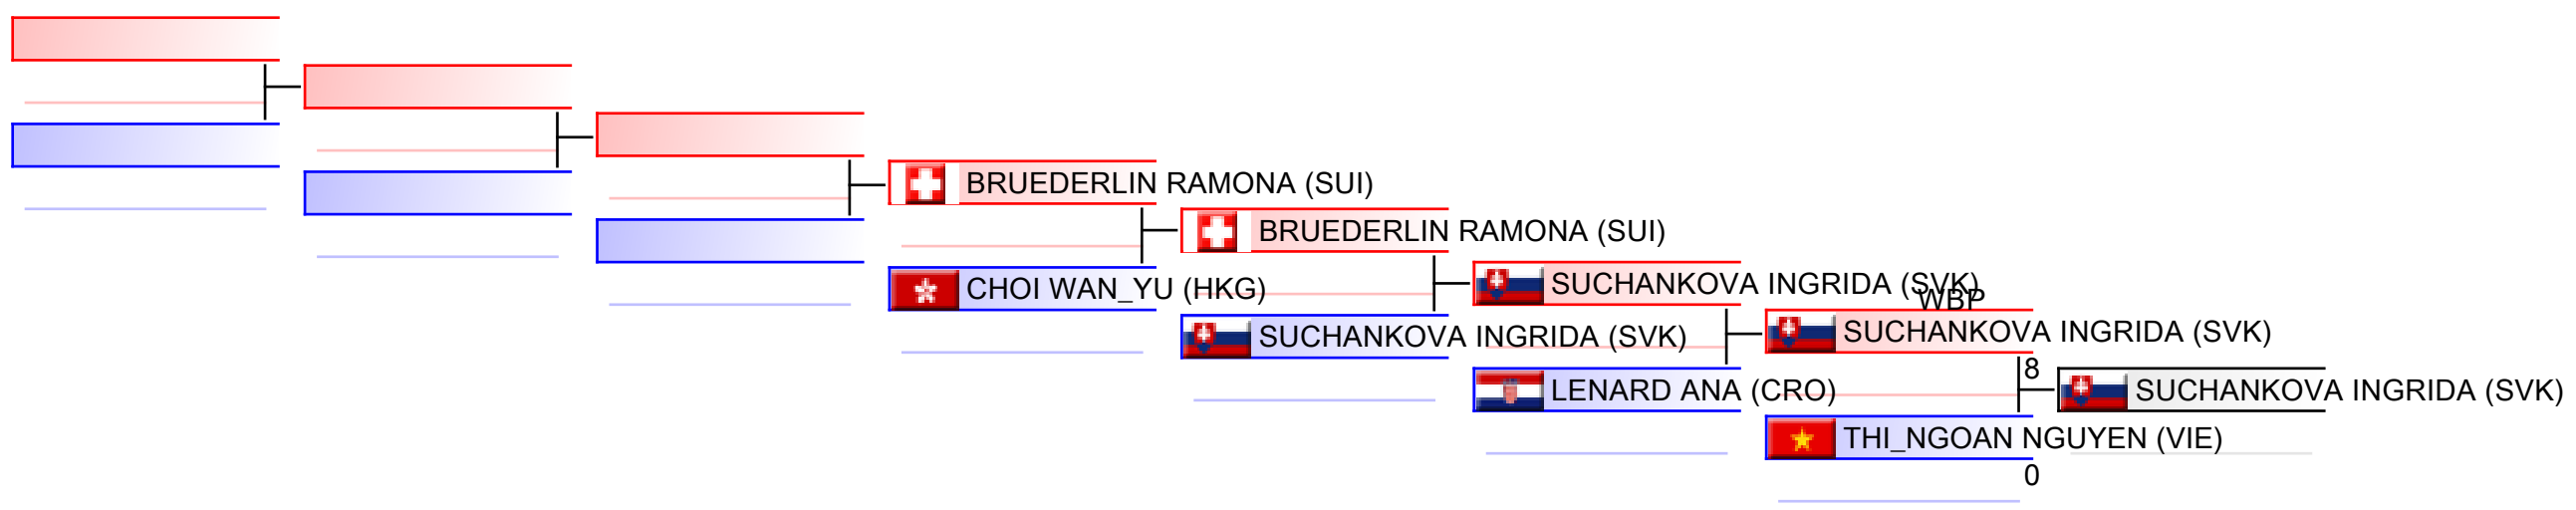 BRUEDERLIN RAMONA (SUI)
CHOI WAN_YU (HKG)
BRUEDERLIN RAMONA (SUI)
SUCHANKOVA INGRIDA (SVK)
SUCHANKOVA INGRIDA (SVK)
LENARD ANA (CRO)
WBP
SUCHANKOVA INGRIDA (SVK)
8
THI_NGOAN NGUYEN (VIE)
0
SUCHANKOVA INGRIDA (SVK)